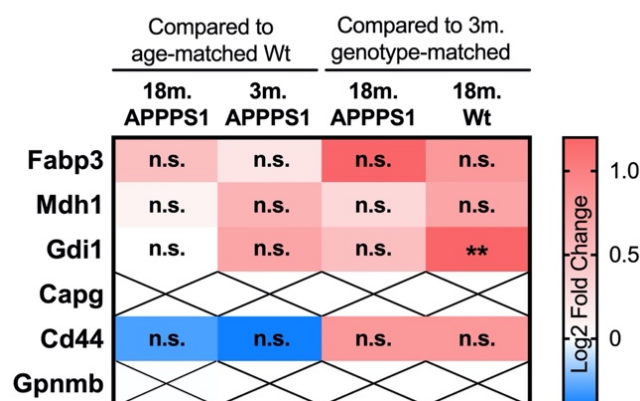 Compared to
age-matched Wt
Compared to 3m.
genotype-matched
18m.
APPPS1
3m.
APPPS1
18m.
APPPS1
18m.
Wt
Fabp3 n.s. n.s. n.s. n.s.
Mdh1 n.s. n.s. n.s. n.s.
Gdi1 n.s. n.s. n.s. **
Capg
Cd44 n.s. n.s. n.s. n.s.
Gpnmb
1.0
0.5
0
Log2 Fold Change